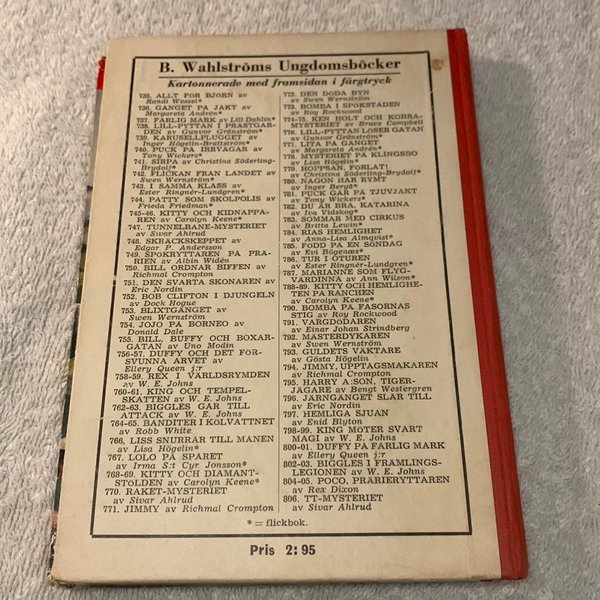 B. Wahlströms Ungdomsböcker
Kartonnerade med framsidan i färgtryck
735. ALLT FÖR BJÖRN av
Randi Wessel*
736. GÄNGET PÅ JAKT av
Margareta Andrén*
737. FARLIG MARK av Lill Dahlin*
738. LILL-PYTTAN I PRÄSTGÅR-
DEN av Gunvor Gränström*
739. KARUSELLPLUGGET av
Inger Högelin-Brattström*
740. PUCK PÅ IRRVÄGAR av
Tony Wickers*
741. SIRPA av Christina Söderling-
Brydolf*
742. FLICKAN FRÅN LANDET av
Swen Wernström*
743. I SAMMA KLASS av
Ester Ringnér-Lundgren*
744. PATTY SOM SKOLPOLIS av
Frieda Friedman*
745-46. KITTY OCH KIDNAPPA-
REN av Carolyn Keene*
747. TUNNELBANE-MYSTERIET
av Sivar Ahlrud
748. SKRÄCKSKEPPET av
Edgar P. Andersson
749. SPÖKRYTTAREN PÅ PRÄ-
RIEN av Albin Widén
750. BILL ORDNAR BIFFEN av
Richmal Crompton
751. DEN SVARTA SKONAREN av
Eric Nordin
752. BOB CLIFTON I DJUNGELN
av Dock Hogue
753. BLIXTGÄNGET av
Swen Wernström
754. JOJO PÅ BORNEO av
Donald Dale
755. BILL, BUFFY OCH BOXAR-
GATAN av Uno Modin
756-57. DUFFY OCH DET FÖR-
SVUNNA ARVET av
Ellery Queen j:r
758-59. REX I VÄRLDSRYMDEN
av W. E. Johns
760-61. KING OCH TEMPEL-
SKATTEN av W. E. Johns
762-63. BIGGLES GÅR TILL
ATTACK av W. E. Johns
764-65. BANDITER I KÖLVATTNET
av Robb White
766. LISS SNURRAR TILL MANEN
av Lisa Högelin*
767. LOLO PÅ SPÅRET
av Irma S:t Cyr Jonsson*
768-69. KITTY OCH DIAMANT-
STÖLDEN av Carolyn Keene*
770. RAKET-MYSTERIET
av Sivar Ahlrud
771. JIMMY av Richmal Crompton
772. DEN DÖDA BYN
av Swen Wernström
773. BOMBA I SPÖKSTADEN
av Roy Rockwood
774-75. KEN HOLT OCH KOBRA-
MYSTERIET av Bruce Campbell
776. LILL-PYTTAN LÖSER GÅTAN
av Gunvor Gränström*
777. LITA PÅ GÄNGET
av Margareta Andrén*
778. MYSTERIET PÅ KLINGSBO
av Lisa Högelin*
779. HOPPSAN, FÖRLÅT!
av Christina Söderling-Brydolf*
780. NÅGON HAR RYMT
av Inger Berg*
781. PUCK GÅR PÅ TJUVJAKT
av Tony Wickers*
782. DU ÄR BRA, KATARINA
av Iva Vidskog*
783. SOMMAR MED CIRKUS
av Britta Lewin*
784. RIAS HEMLIGHET
av Anna-Lisa Almqvist*
785. FÖDD PÅ EN SÖNDAG
av Evi Bögenæs*
786. TUR I OTUREN
av Ester Ringnér-Lundgren*
787. MARIANNE SOM FLYG-
VÄRDINNA av Ann Wilson*
788-89. KITTY OCH HEMLIGHE-
TEN PÅ RANCHEN
av Carolyn Keene*
790. BOMBA PÅ FASORNAS
STIG av Roy Rockwood
791. VARGDÖDAREN
av Einar Johan Strindberg
792. MÄSTERDYKAREN
av Swen Wernström
793. GULDETS VÄKTARE
av Gösta Högelin
794. JIMMY, UPPTÅGSMAKAREN
av Richmal Crompton
795. HARRY A:SON, TIGER-
JÄGARE av Bengt Westergren
796. JÄRNGÄNGET SLÅR TILL
av Eric Nordin
797. HEMLIGA SJUAN
av Enid Blyton
798-99. KING MÖTER SVART
MAGI av W. E. Johns
800-01. DUFFY PÅ FARLIG MARK
av Ellery Queen j:r
802-03. BIGGLES I FRÄMLINGS-
LEGIONEN av W. E. Johns
804-05. POCO, PRÄRIERYTTAREN
av Rex Dixon
806. TT-MYSTERIET
av Sivar Ahlrud
* = flickbok.
Pris 2:95